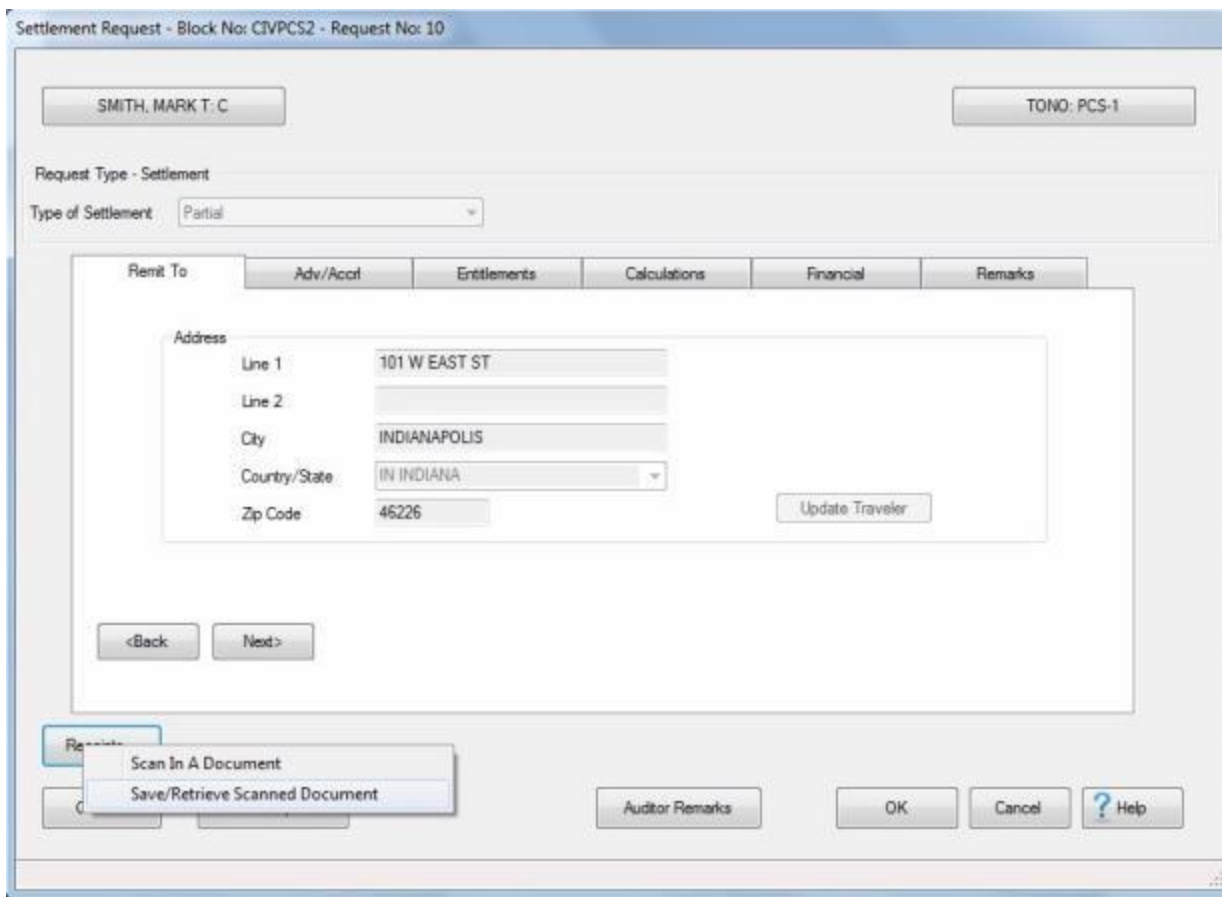 Settlement Request - Block No: CIVPCS2 - Request No: 10
SMITH, MARK T: C
TONO: PCS-1
Request Type - Settlement
Type of Settlement Partial
Remit To Adv/Accrl Entitlements Calculations Financial Remarks
Address
Line 1 101 W EAST ST
Line 2
City INDIANAPOLIS
Country/State IN INDIANA
Zip Code 46226
Update Traveler
<Back Next>
Scan In A Document
Save/Retrieve Scanned Document
Auditor Remarks OK Cancel ? Help